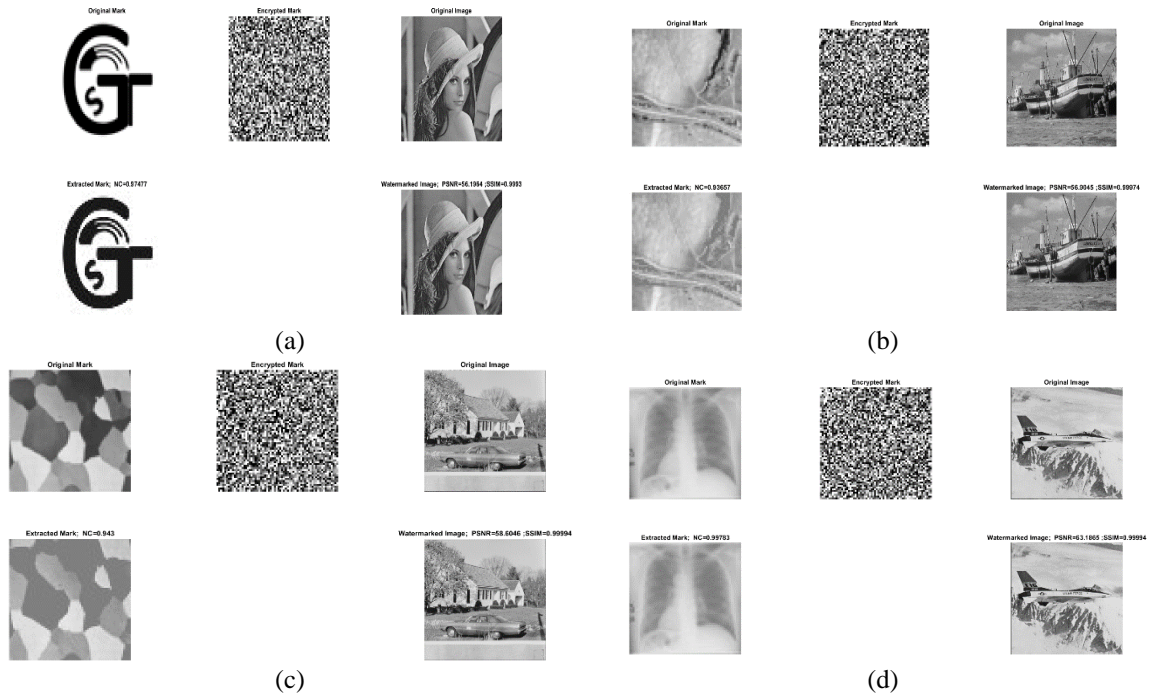 Original Mark
Encrypted Mark
Original Image
Extracted Mark; NC=0.97477
Watermarked Image; PSNR=56.1964 ;SSIM=0.9993
(a)
Original Mark
Encrypted Mark
Original Image
Extracted Mark; NC=0.93657
Watermarked Image; PSNR=56.9045 ;SSIM=0.99974
(b)
Original Mark
Encrypted Mark
Original Image
Extracted Mark; NC=0.943
Watermarked Image; PSNR=58.6046 ;SSIM=0.99994
(c)
Original Mark
Encrypted Mark
Original Image
Extracted Mark; NC=0.99783
Watermarked Image; PSNR=63.1865 ;SSIM=0.99994
(d)